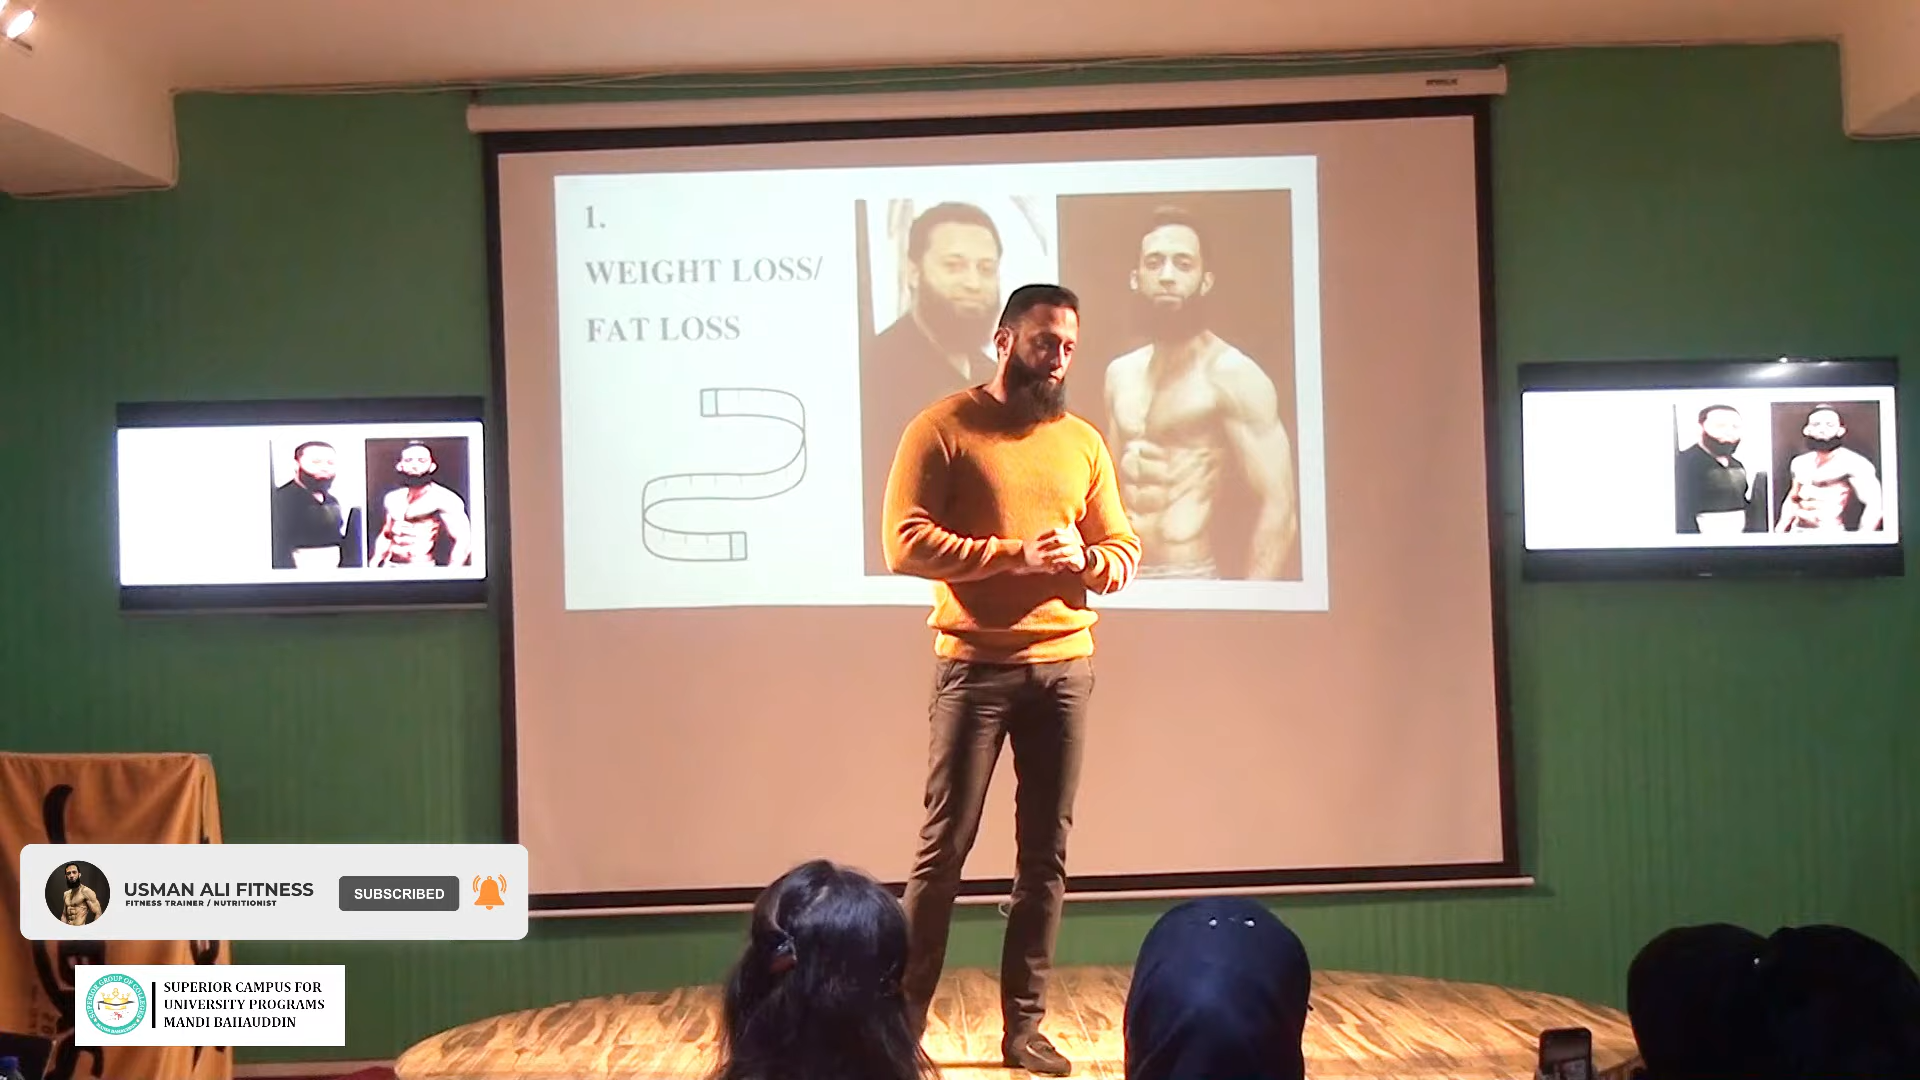 1.
WEIGHT LOSS/
FAT LOSS
USMAN ALI FITNESS
FITNESS TRAINER / NUTRITIONIST
SUBSCRIBED
SUPERIOR CAMPUS FOR
UNIVERSITY PROGRAMS
MANDI BAHAUDDIN